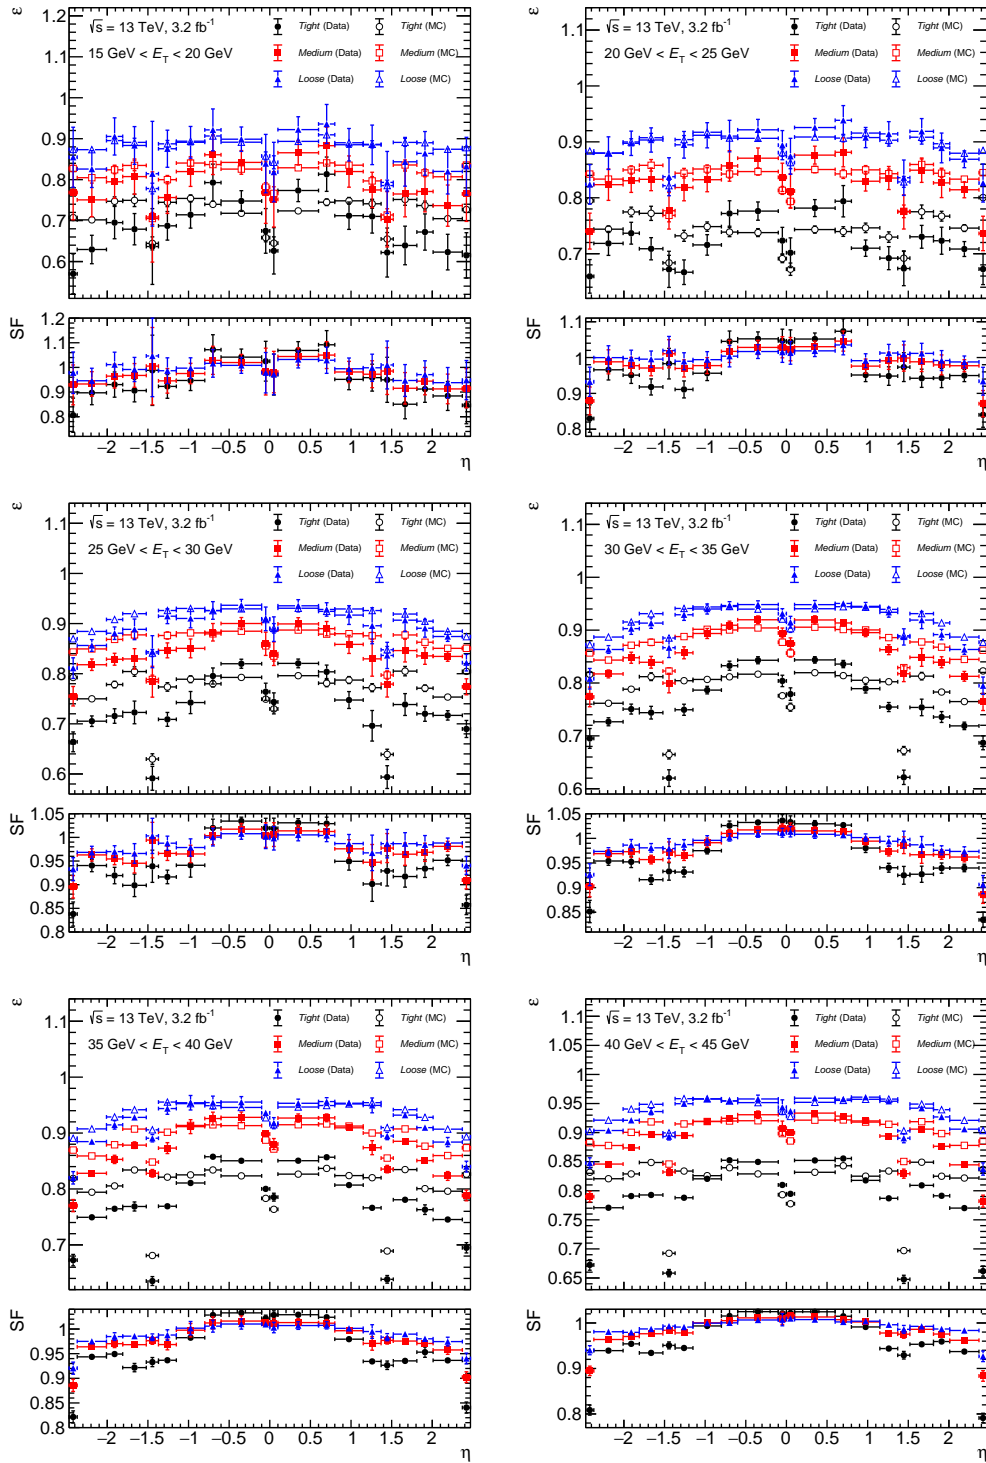 ε
√s = 13 TeV, 3.2 fb⁻¹
15 GeV < E_T < 20 GeV
Tight (Data)
Tight (MC)
Medium (Data)
Medium (MC)
Loose (Data)
Loose (MC)
1.2
1.1
1
0.9
0.8
0.7
0.6
SF
1.2
1.1
1
0.9
0.8
−2 −1.5 −1 −0.5 0 0.5 1 1.5 2
η
ε
√s = 13 TeV, 3.2 fb⁻¹
20 GeV < E_T < 25 GeV
Tight (Data)
Tight (MC)
Medium (Data)
Medium (MC)
Loose (Data)
Loose (MC)
1.1
1
0.9
0.8
0.7
SF
1.1
1
0.9
0.8
−2 −1.5 −1 −0.5 0 0.5 1 1.5 2
η
ε
√s = 13 TeV, 3.2 fb⁻¹
25 GeV < E_T < 30 GeV
Tight (Data)
Tight (MC)
Medium (Data)
Medium (MC)
Loose (Data)
Loose (MC)
1.1
1
0.9
0.8
0.7
0.6
SF
1.05
1
0.95
0.9
0.85
−2 −1.5 −1 −0.5 0 0.5 1 1.5 2
η
ε
√s = 13 TeV, 3.2 fb⁻¹
30 GeV < E_T < 35 GeV
Tight (Data)
Tight (MC)
Medium (Data)
Medium (MC)
Loose (Data)
Loose (MC)
1.1
1
0.9
0.8
0.7
0.6
SF
1.05
1
0.95
0.9
0.85
−2 −1.5 −1 −0.5 0 0.5 1 1.5 2
η
ε
√s = 13 TeV, 3.2 fb⁻¹
35 GeV < E_T < 40 GeV
Tight (Data)
Tight (MC)
Medium (Data)
Medium (MC)
Loose (Data)
Loose (MC)
1.1
1
0.9
0.8
0.7
SF
1
0.95
0.9
0.85
−2 −1.5 −1 −0.5 0 0.5 1 1.5 2
η
ε
√s = 13 TeV, 3.2 fb⁻¹
40 GeV < E_T < 45 GeV
Tight (Data)
Tight (MC)
Medium (Data)
Medium (MC)
Loose (Data)
Loose (MC)
1.1
1.05
1
0.95
0.9
0.85
0.8
0.75
0.7
0.65
SF
1
0.9
0.8
−2 −1.5 −1 −0.5 0 0.5 1 1.5 2
η